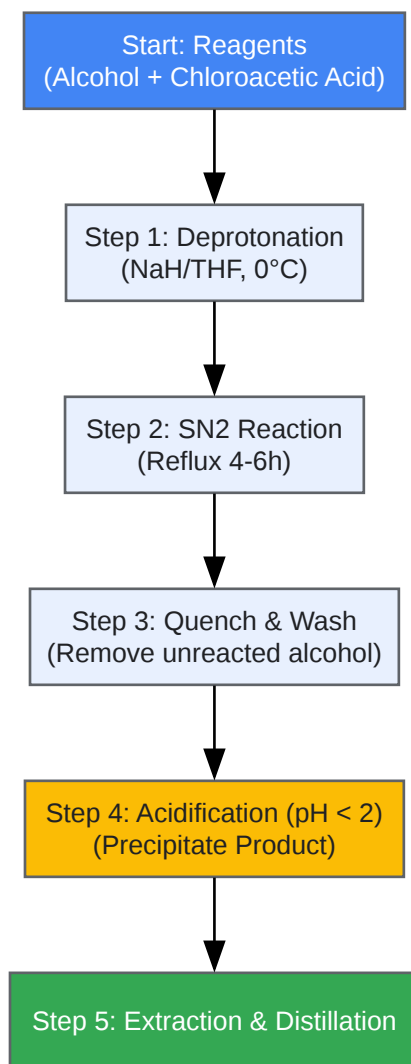 Start: Reagents
(Alcohol + Chloroacetic Acid)
Step 1: Deprotonation
(NaH/THF, 0°C)
Step 2: SN2 Reaction
(Reflux 4-6h)
Step 3: Quench & Wash
(Remove unreacted alcohol)
Step 4: Acidification (pH < 2)
(Precipitate Product)
Step 5: Extraction & Distillation